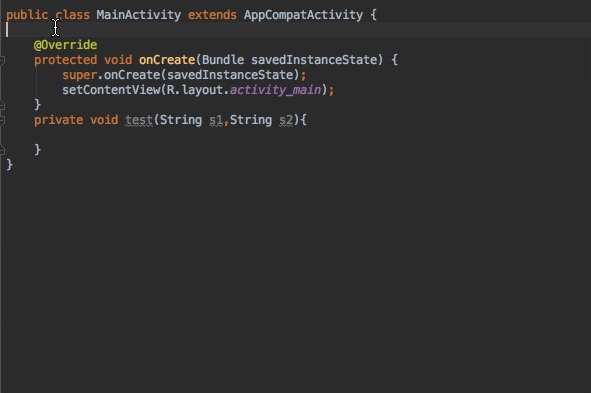 public class MainActivity extends AppCompatActivity {
@Override
protected void onCreate(Bundle savedInstanceState) {
super.onCreate(savedInstanceState);
setContentView(R.layout.activity_main);
}
private void test(String s1,String s2){
}
}